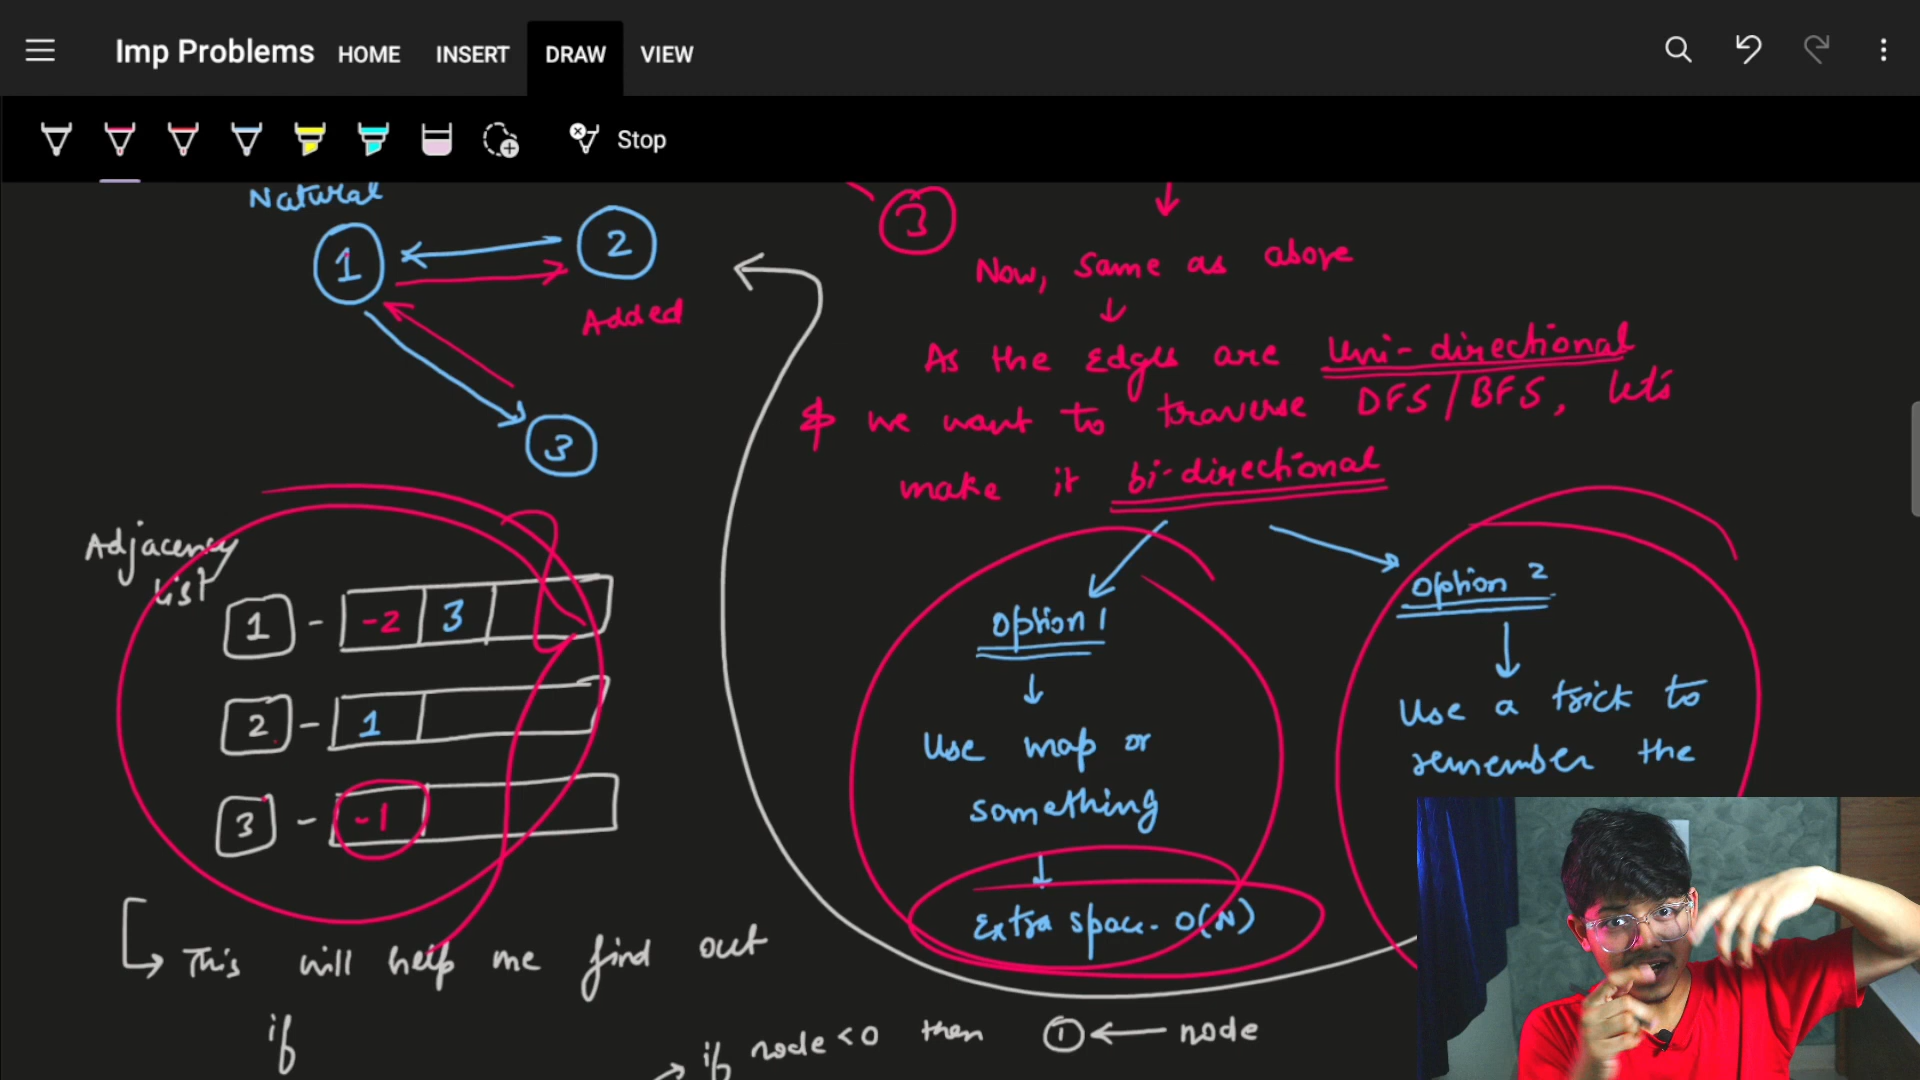 Imp Problems HOME INSERT DRAW VIEW
Stop
Natural
1
2
Added
3
3
Now, Same as above
As the Edges are Uni-directional
& we want to traverse DFS/BFS, let's
make it bi-directional
Adjacency
List
1 - -2 3
2 - 1
3 - -1
This will help me find out
if
Option 1
Use map or
something
Extra space. O(N)
Option 2
Use a trick to
remember the
if node <0 then 1 ← node